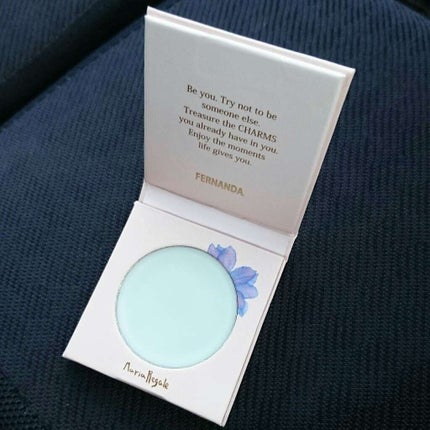 Be you. Try not to be
someone else.
Treasure the CHARMS
you already have in you.
Enjoy the moments
life gives you.
FERNANDA.
Maria Regale